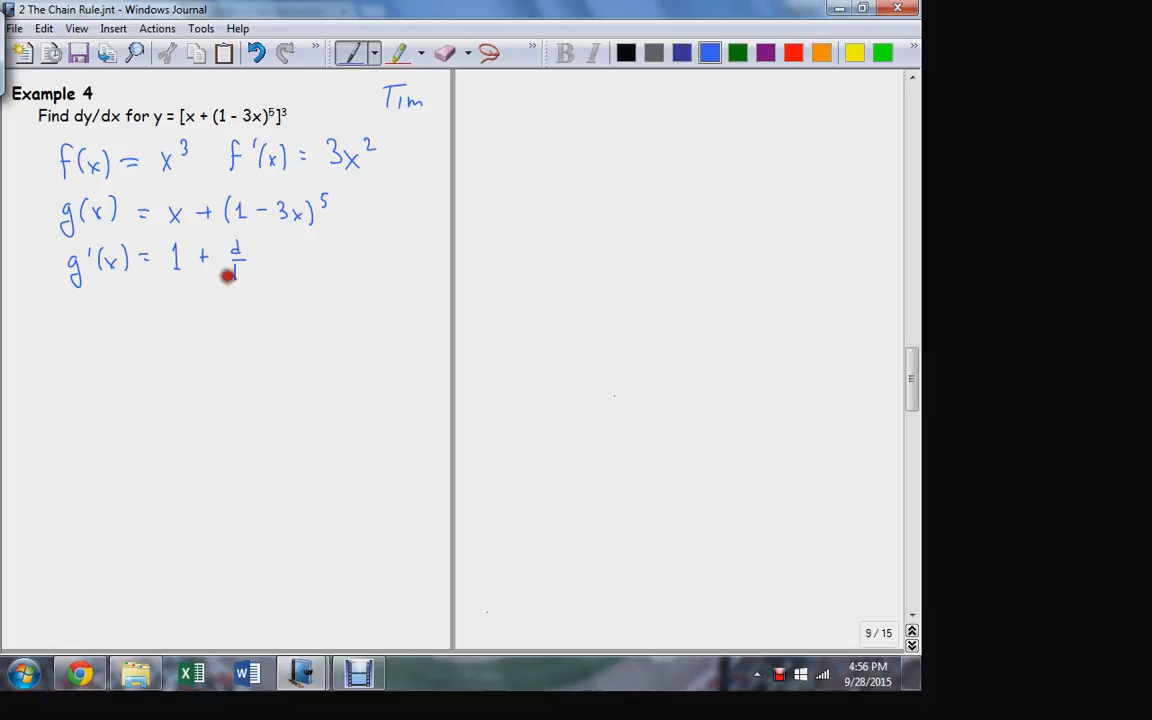 2 The Chain Rule.jnt - Windows Journal
File Edit View Insert Actions Tools Help
Example 4
Tim
Find dy/dx for y = [x + (1 - 3x)⁵]³
f(x) = x³ f'(x) = 3x²
g(x) = x + (1 - 3x)⁵
g'(x) = 1 + d
9 / 15
4:56 PM
9/28/2015